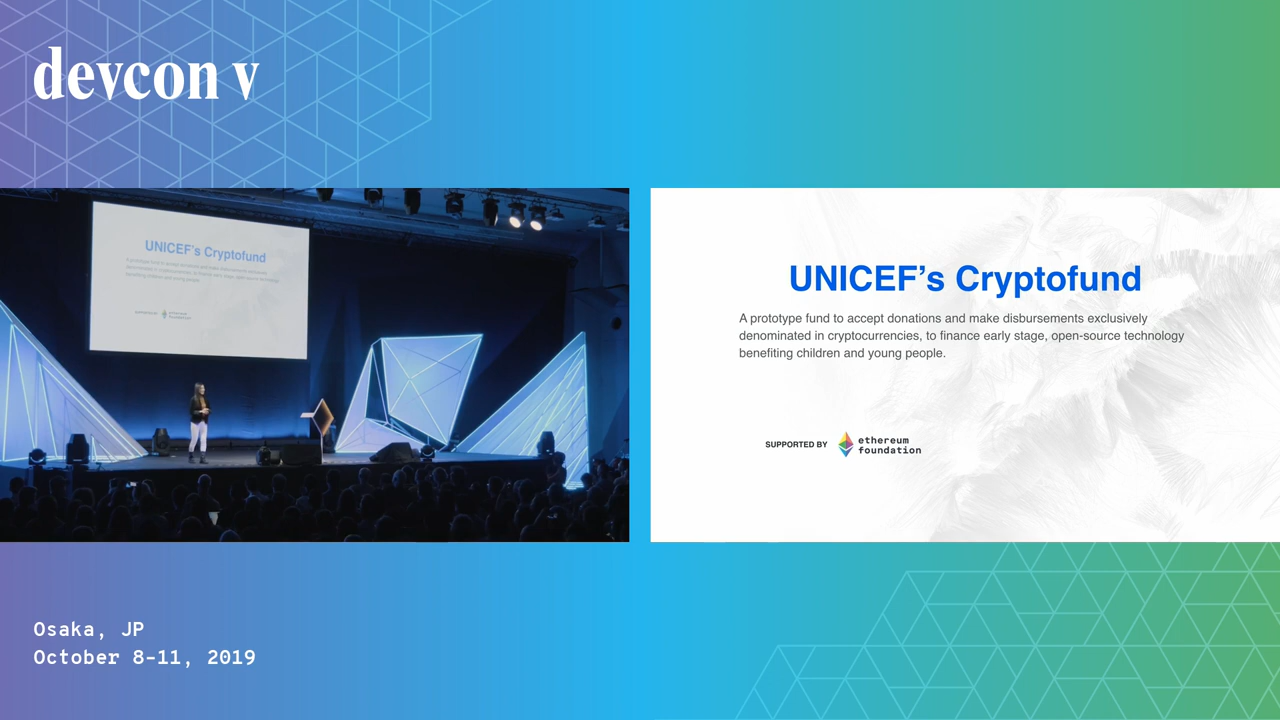 devcon v
UNICEF's Cryptofund
UNICEF’s Cryptofund
A prototype fund to accept donations and make disbursements exclusively
denominated in cryptocurrencies, to finance early stage, open-source technology
benefiting children and young people.
SUPPORTED BY
ethereum
foundation
Osaka, JP
October 8-11, 2019